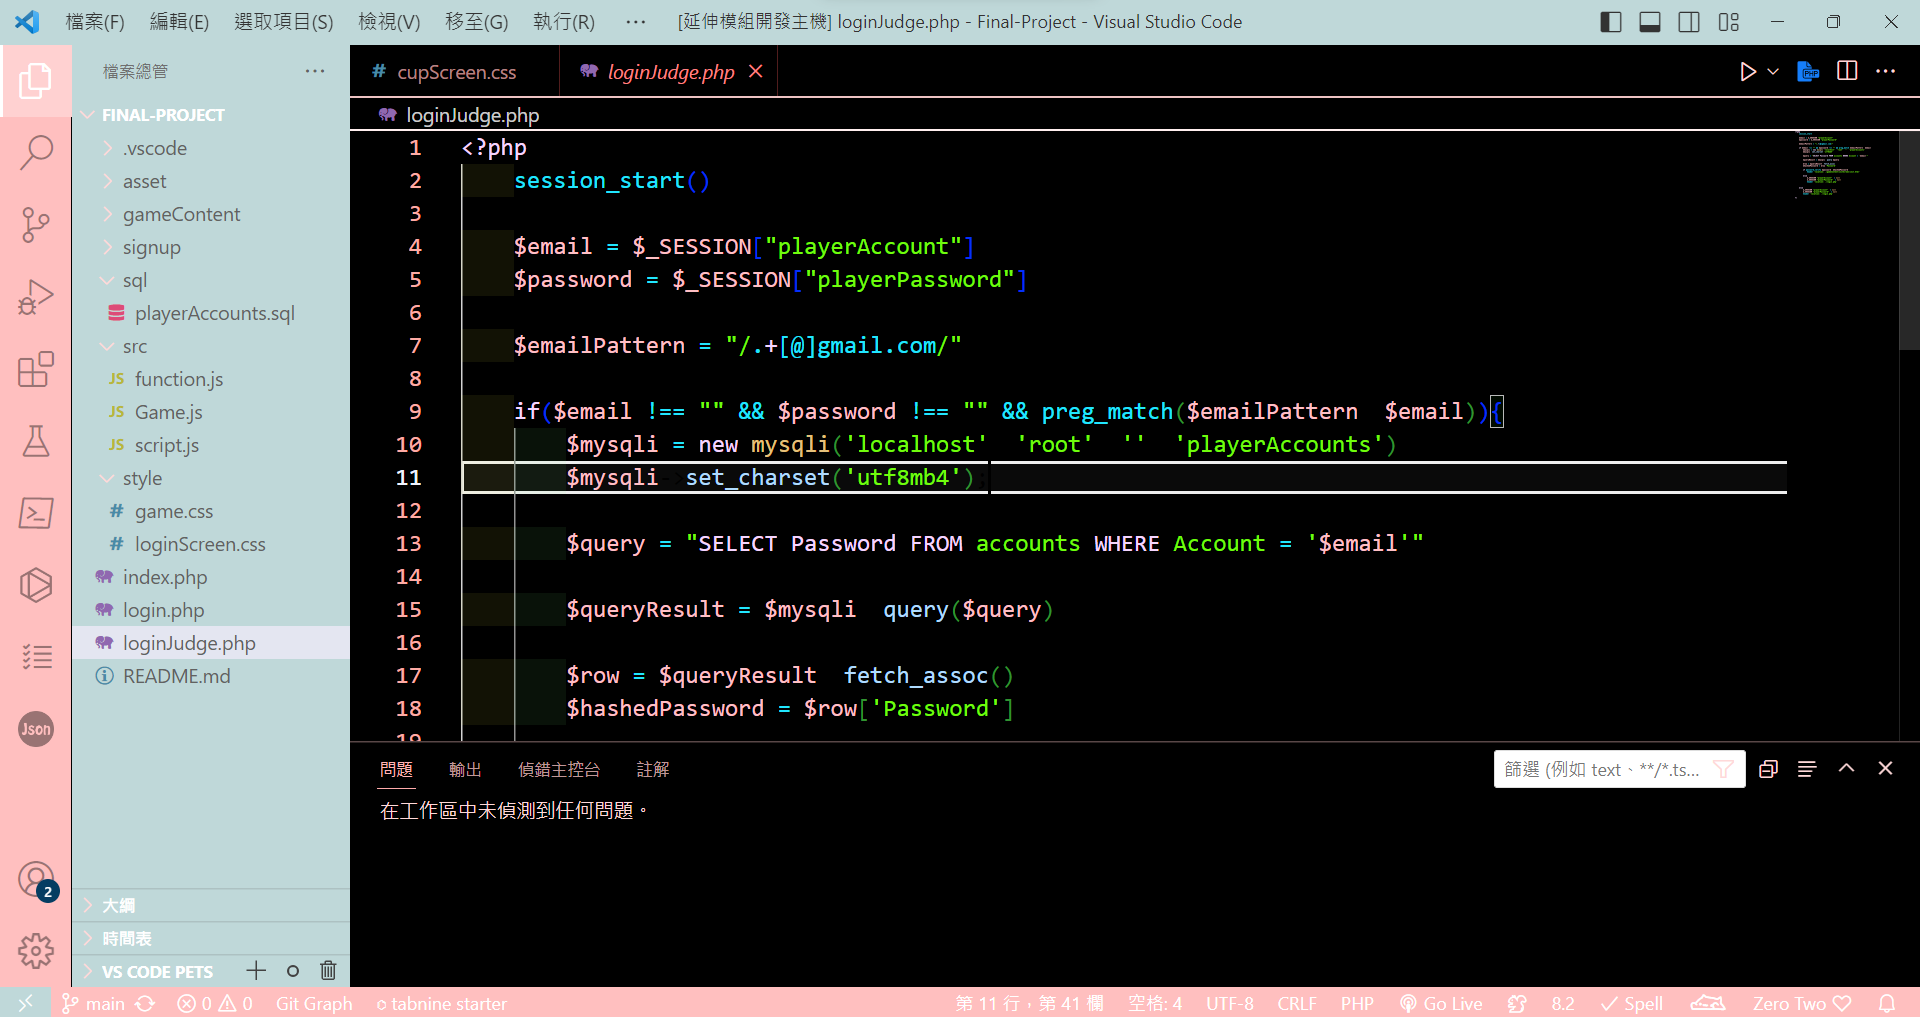 檔案(F) 編輯(E) 選取項目(S) 檢視(V) 移至(G) 執行(R) ··· [延伸模組開發主機] loginJudge.php - Final-Project - Visual Studio Code
檔案總管 ···
FINAL-PROJECT
.vscode
asset
gameContent
signup
sql
playerAccounts.sql
src
JS function.js
JS Game.js
JS script.js
style
# game.css
# loginScreen.css
index.php
login.php
loginJudge.php
README.md
大綱
時間表
VS CODE PETS
Json
2
# cupScreen.css
loginJudge.php
PHP
loginJudge.php
1 <?php
2 session_start()
3
4 $email = $_SESSION["playerAccount"]
5 $password = $_SESSION["playerPassword"]
6
7 $emailPattern = "/.+[@]gmail.com/"
8
9 if($email !== "" && $password !== "" && preg_match($emailPattern $email)){
10 $mysqli = new mysqli('localhost' 'root' '' 'playerAccounts')
11 $mysqli->set_charset('utf8mb4');
12
13 $query = "SELECT Password FROM accounts WHERE Account = '$email'"
14
15 $queryResult = $mysqli query($query)
16
17 $row = $queryResult fetch_assoc()
18 $hashedPassword = $row['Password']
19
問題 輸出 偵錯主控台 註解
篩選 (例如 text、**/*.ts...
在工作區中未偵測到任何問題。
main 0 0 Git Graph tabnine starter 第 11 行，第 41 欄 空格: 4 UTF-8 CRLF PHP Go Live 8.2 Spell Zero Two